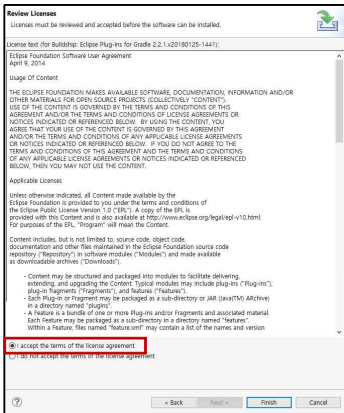 Review Licenses
Licenses must be reviewed and accepted before the software can be installed.
License text (for Buildship: Eclipse Plug-ins for Gradle 2.2.1.v20180125-1441):
Eclipse Foundation Software User Agreement
April 9, 2014
Usage Of Content
THE ECLIPSE FOUNDATION MAKES AVAILABLE SOFTWARE, DOCUMENTATION, INFORMATION AND/OR
OTHER MATERIALS FOR OPEN SOURCE PROJECTS (COLLECTIVELY "CONTENT").
USE OF THE CONTENT IS GOVERNED BY THE TERMS AND CONDITIONS OF THIS
AGREEMENT AND/OR THE TERMS AND CONDITIONS OF LICENSE AGREEMENTS OR
NOTICES INDICATED OR REFERENCED BELOW.  BY USING THE CONTENT, YOU
AGREE THAT YOUR USE OF THE CONTENT IS GOVERNED BY THIS AGREEMENT
AND/OR THE TERMS AND CONDITIONS OF ANY APPLICABLE LICENSE AGREEMENTS
OR NOTICES INDICATED OR REFERENCED BELOW.  IF YOU DO NOT AGREE TO THE
TERMS AND CONDITIONS OF THIS AGREEMENT AND THE TERMS AND CONDITIONS
OF ANY APPLICABLE LICENSE AGREEMENTS OR NOTICES INDICATED OR REFERENCED
BELOW, THEN YOU MAY NOT USE THE CONTENT.
Applicable Licenses
Unless otherwise indicated, all Content made available by the
Eclipse Foundation is provided to you under the terms and conditions of
the Eclipse Public License Version 1.0 ("EPL"). A copy of the EPL is
provided with this Content and is also available at http://www.eclipse.org/legal/epl-v10.html.
For purposes of the EPL, "Program" will mean the Content.
Content includes, but is not limited to, source code, object code,
documentation and other files maintained in the Eclipse Foundation source code
repository ("Repository") in software modules ("Modules") and made available
as downloadable archives ("Downloads").
- Content may be structured and packaged into modules to facilitate delivering,
extending, and upgrading the Content. Typical modules may include plug-ins ("Plug-ins"),
plug-in fragments ("Fragments"), and features ("Features").
- Each Plug-in or Fragment may be packaged as a sub-directory or JAR (Java(TM) ARchive)
in a directory named "plugins".
- A Feature is a bundle of one or more Plug-ins and/or Fragments and associated material.
Each Feature may be packaged as a sub-directory in a directory named "features".
Within a Feature, files named "feature.xml" may contain a list of the names and version
I accept the terms of the license agreement
I do not accept the terms of the license agreement
? < Back Next > Finish Cancel